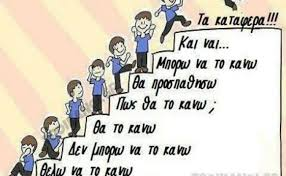 Τα καταφερα!!!
Και ναι...
Μπορω να το κανω
Θα προσπαθησω
Πως θα το κανω ;
Θα το κανω
Δεν μπορω να το κανω
Θελω να το κανω